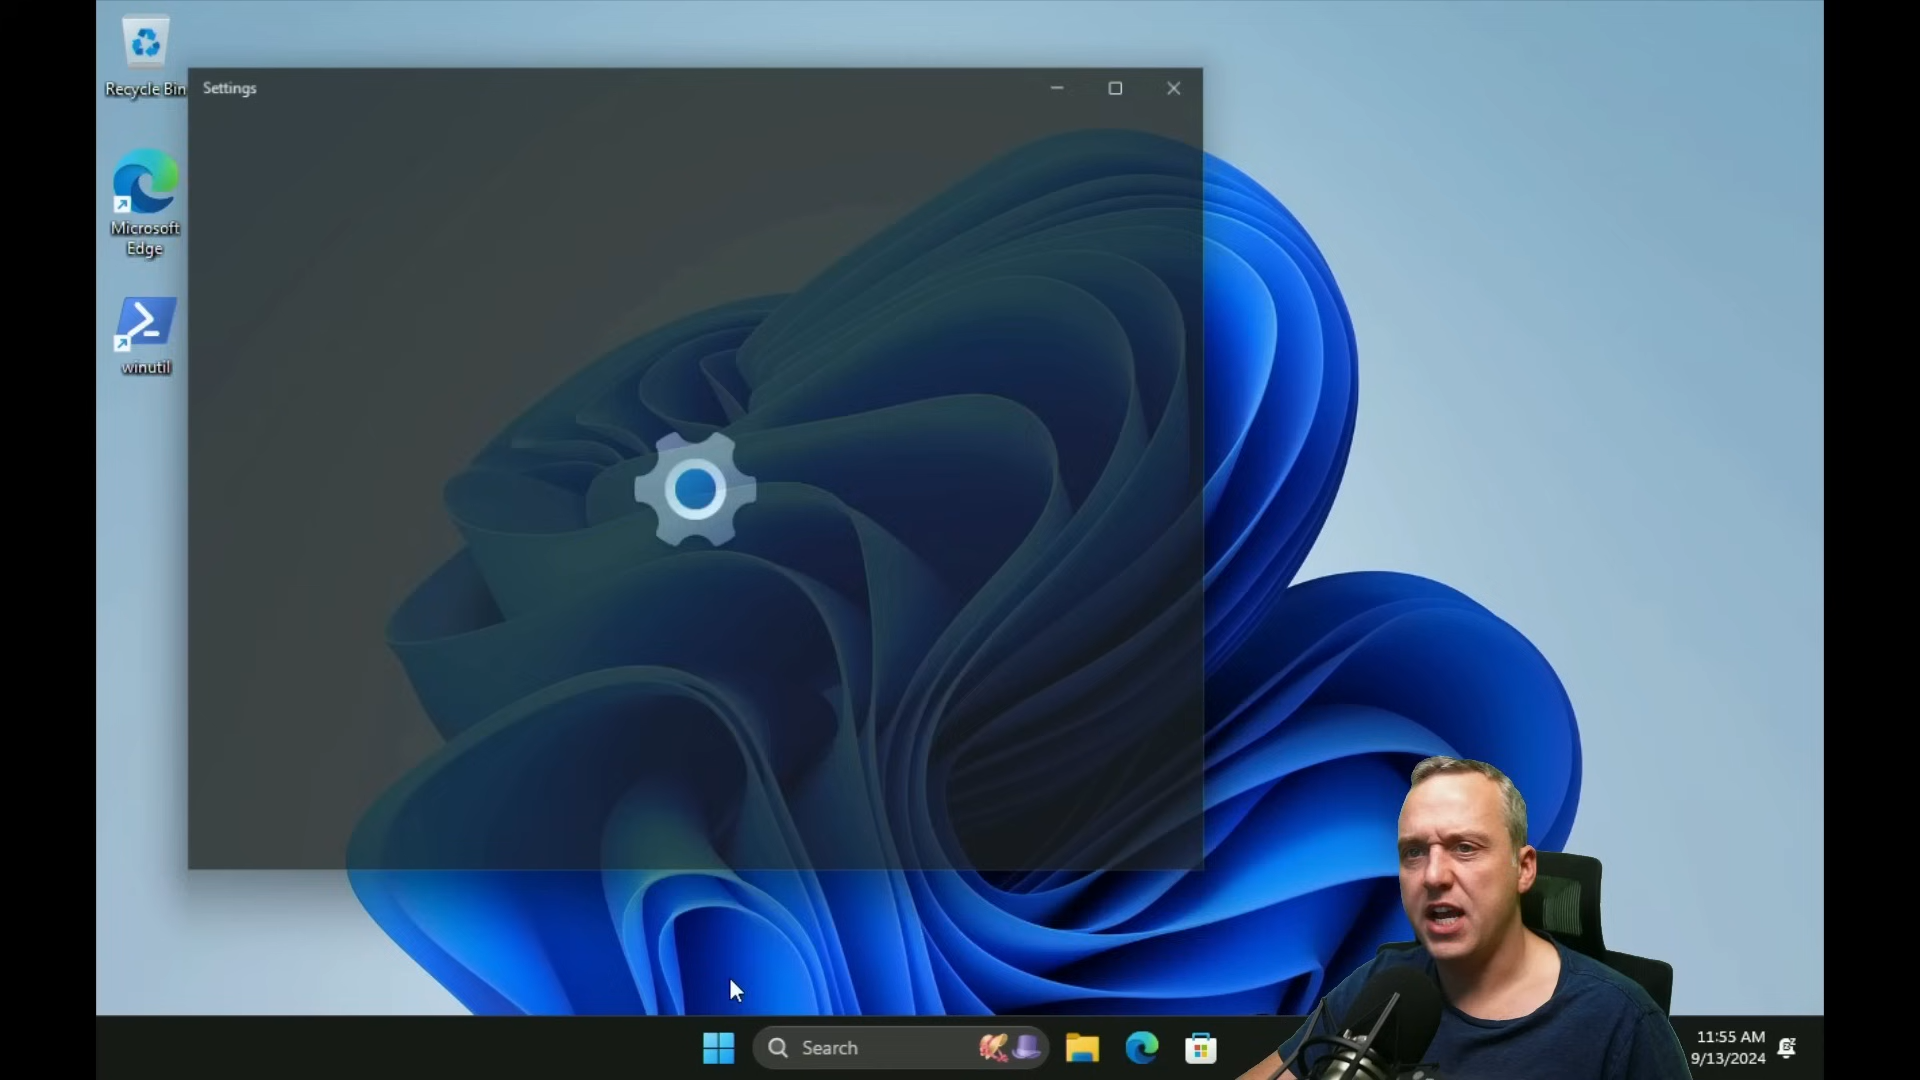 Recycle Bin
Settings
Microsoft
Edge
winutil
Search
11:55 AM
9/13/2024